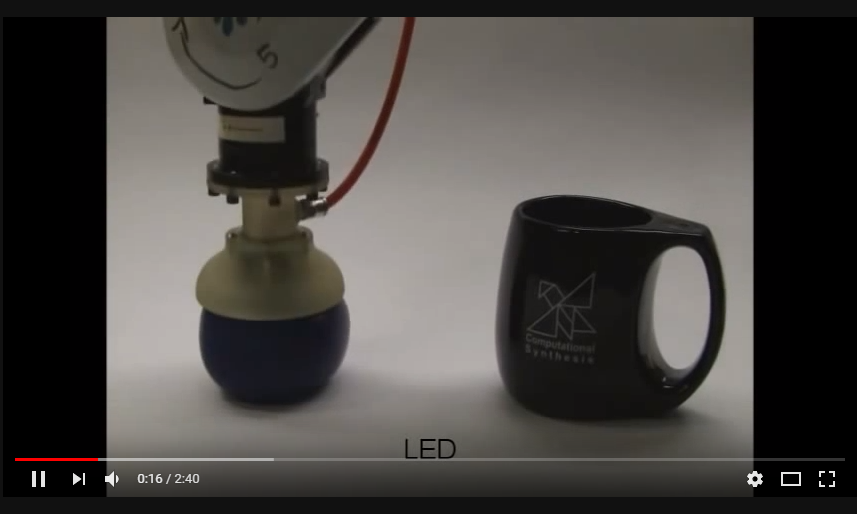 5
Computational
Synthesis
LED
0:16 / 2:40